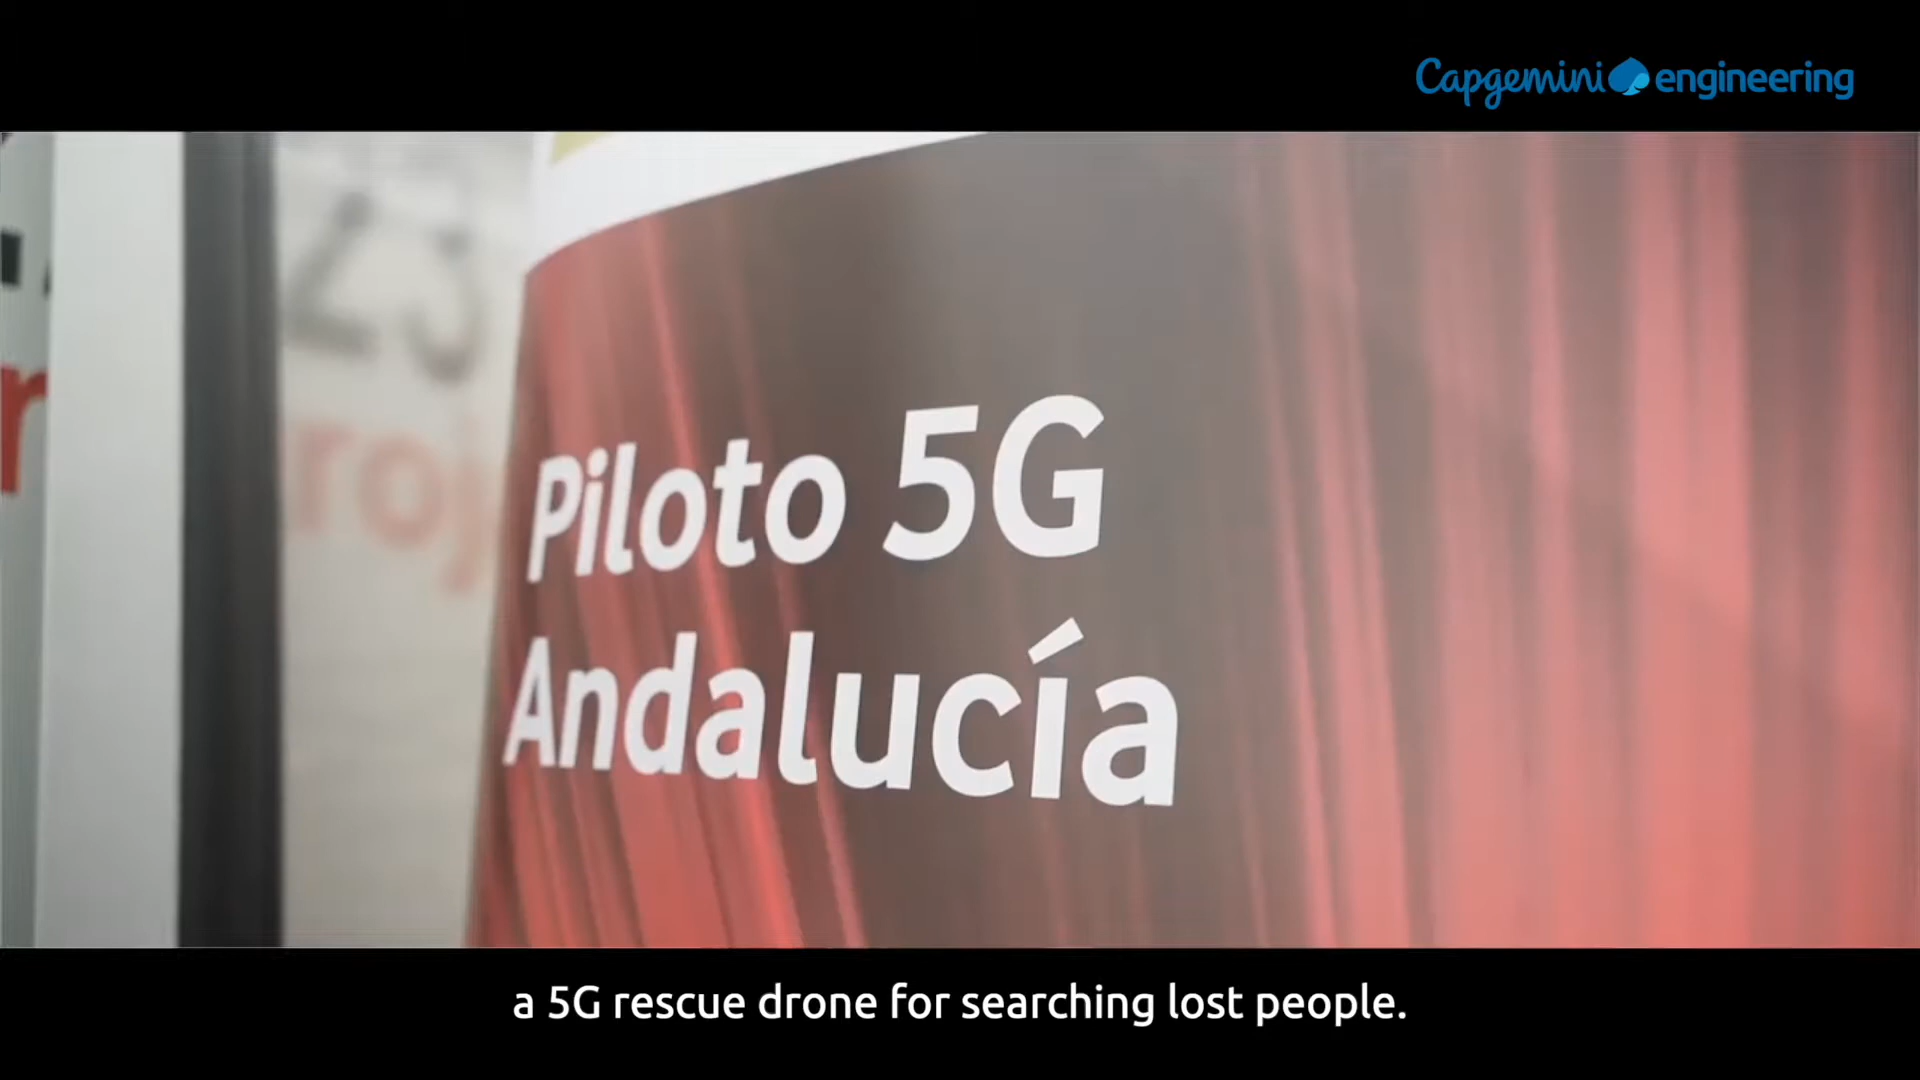 Capgemini engineering
Piloto 5G
Andalucía
a 5G rescue drone for searching lost people.